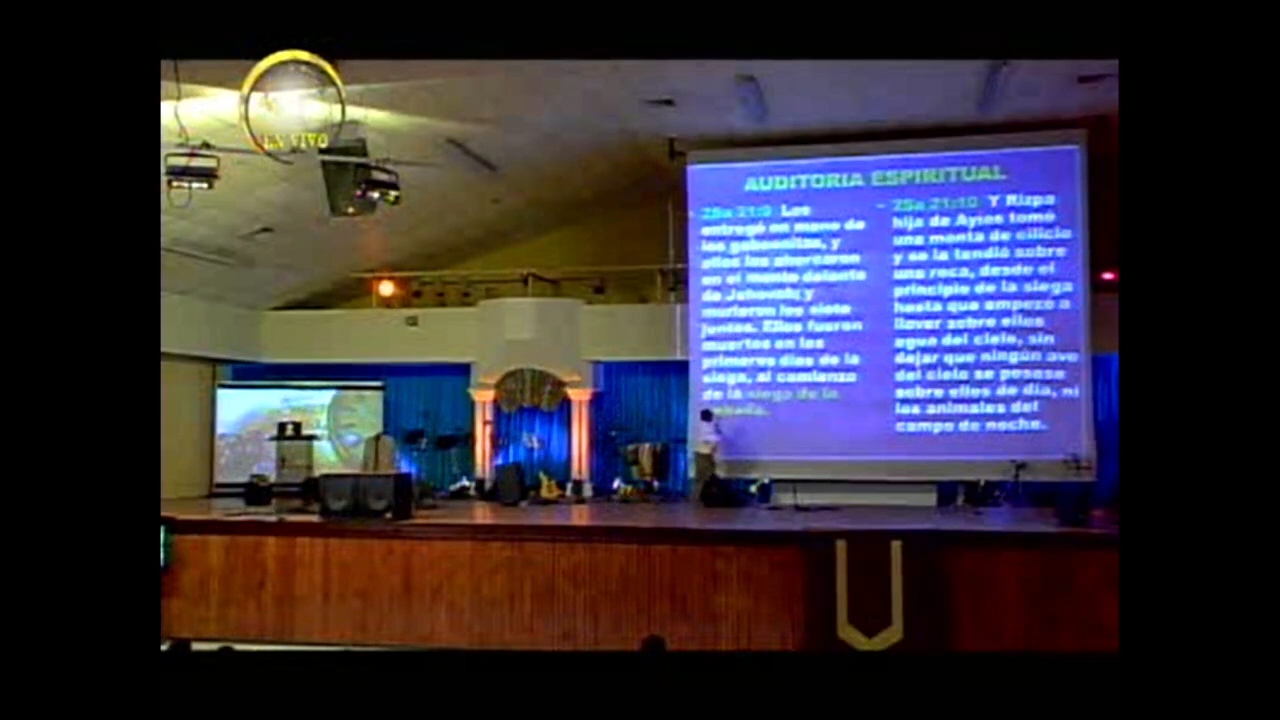 EN VIVO
AUDITORIA ESPIRITUAL
- 2Sa 21:9 Los
entregó en mano de
los gabaonitas, y
ellos los ahorcaron
en el monte delante
de Jehovah; y
murieron los siete
juntos. Ellos fueron
muertos en los
primeros días de la
siega, al comienzo
de la siega de la
cebada.
- 2Sa 21:10 Y Rizpa
hija de Ayías tomó
una manta de cilicio
y se la tendió sobre
una roca, desde el
principio de la siega
hasta que empezó a
llover sobre ellos
agua del cielo, sin
dejar que ningún ave
del cielo se posase
sobre ellos de día, ni
los animales del
campo de noche.